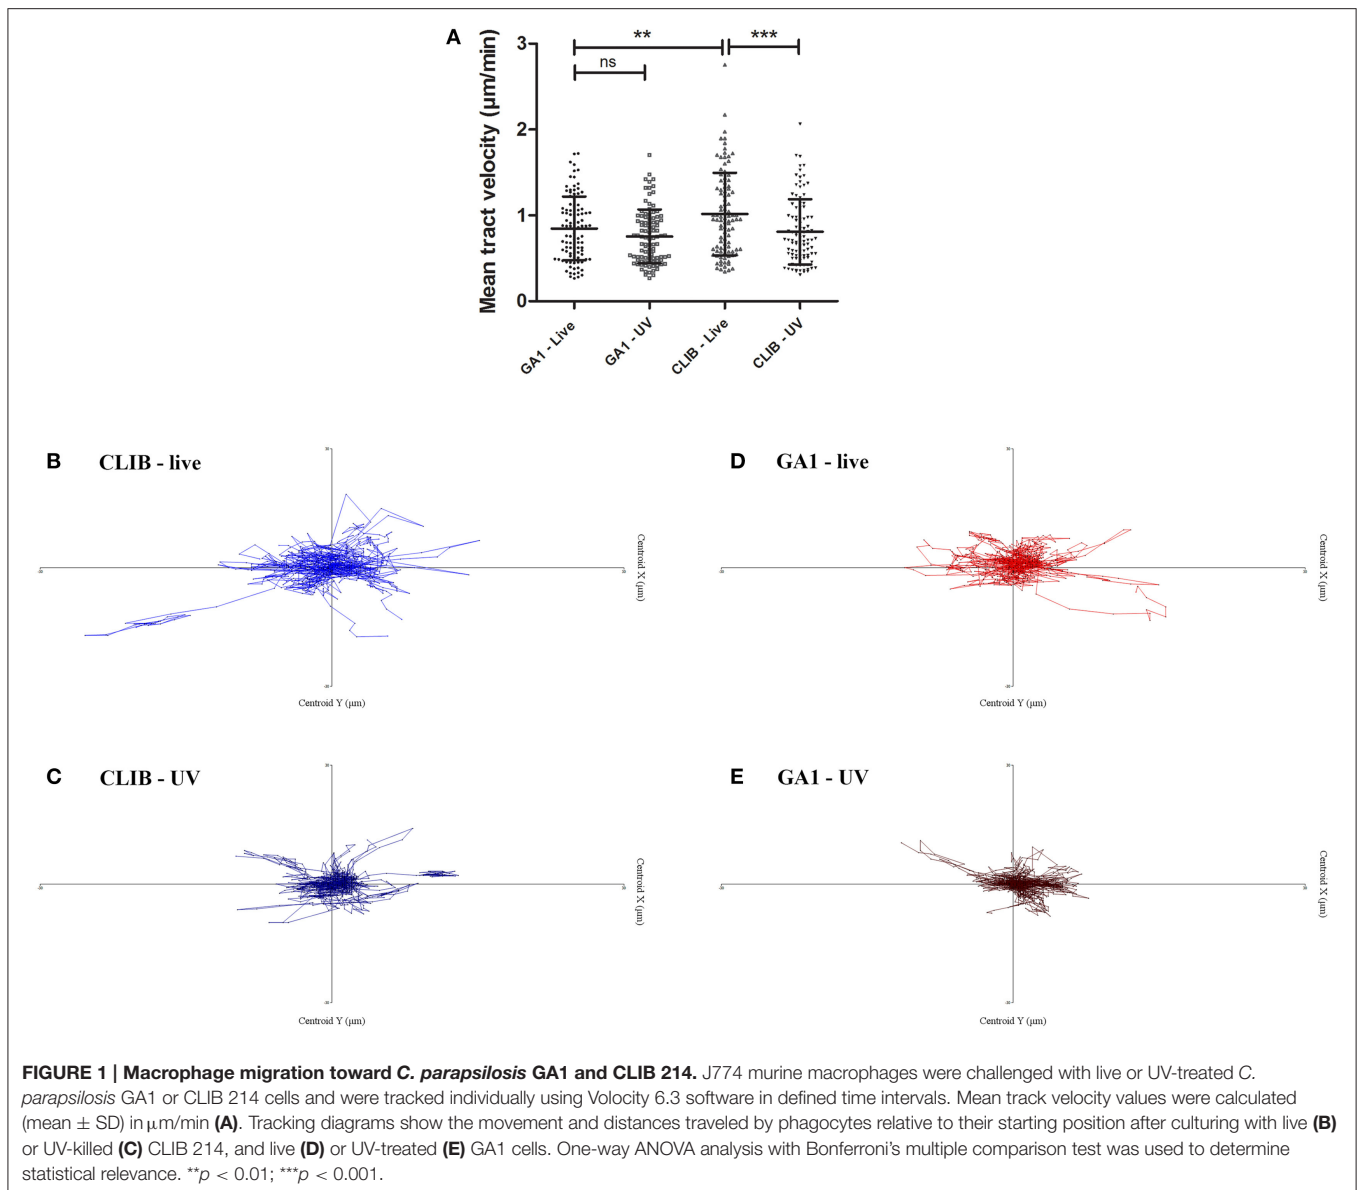 A
Mean tract velocity (µm/min)
3
2
1
0
**
***
ns
GA1 - Live
GA1 - UV
CLIB - Live
CLIB - UV
B CLIB - live
Centroid X (µm)
Centroid Y (µm)
D GA1 - live
Centroid X (µm)
Centroid Y (µm)
C CLIB - UV
Centroid X (µm)
Centroid Y (µm)
E GA1 - UV
Centroid X (µm)
Centroid Y (µm)
FIGURE 1 | Macrophage migration toward C. parapsilosis GA1 and CLIB 214. J774 murine macrophages were challenged with live or UV-treated C.
parapsilosis GA1 or CLIB 214 cells and were tracked individually using Volocity 6.3 software in defined time intervals. Mean track velocity values were calculated
(mean ± SD) in µm/min (A). Tracking diagrams show the movement and distances traveled by phagocytes relative to their starting position after culturing with live (B)
or UV-killed (C) CLIB 214, and live (D) or UV-treated (E) GA1 cells. One-way ANOVA analysis with Bonferroni's multiple comparison test was used to determine
statistical relevance. **p < 0.01; ***p < 0.001.